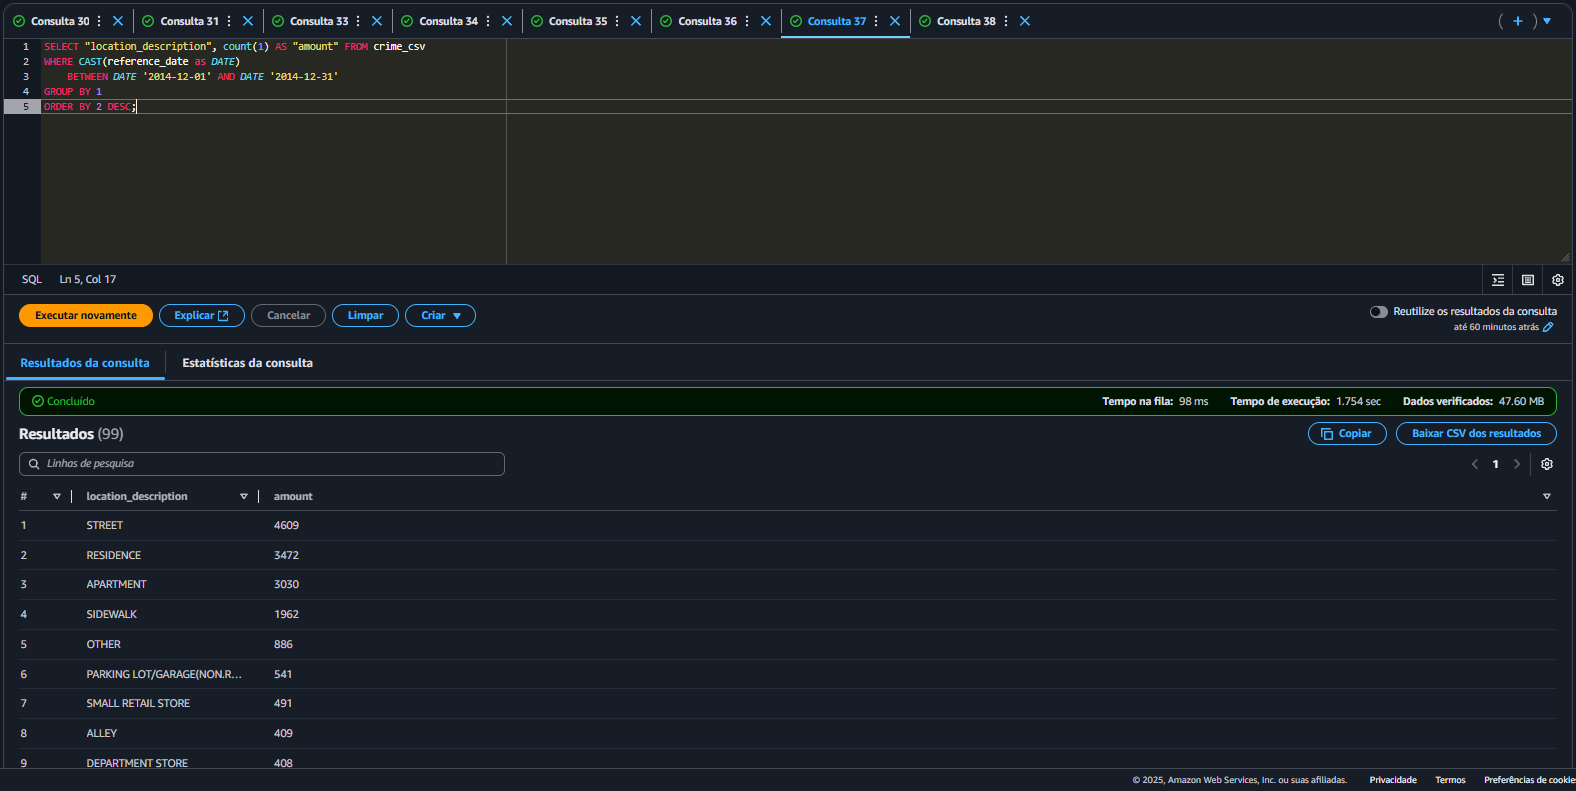 Consulta 30 Consulta 31 Consulta 33 Consulta 34 Consulta 35 Consulta 36 Consulta 37 Consulta 38
1 SELECT "location_description", count(1) AS "amount" FROM crime_csv
2 WHERE CAST(reference_date as DATE)
3 BETWEEN DATE '2014-12-01' AND DATE '2014-12-31'
4 GROUP BY 1
5 ORDER BY 2 DESC;
SQL Ln 5, Col 17
Executar novamente Explicar Cancelar Limpar Criar
Reutilize os resultados da consulta
até 60 minutos atrás
Resultados da consulta Estatísticas da consulta
Concluído Tempo na fila: 98 ms Tempo de execução: 1.754 sec Dados verificados: 47.60 MB
Resultados (99) Copiar Baixar CSV dos resultados
Linhas de pesquisa 1
# location_description amount
1 STREET 4609
2 RESIDENCE 3472
3 APARTMENT 3030
4 SIDEWALK 1962
5 OTHER 886
6 PARKING LOT/GARAGE(NON.R... 541
7 SMALL RETAIL STORE 491
8 ALLEY 409
9 DEPARTMENT STORE 408
© 2025, Amazon Web Services, Inc. ou suas afiliadas. Privacidade Termos Preferências de cookie